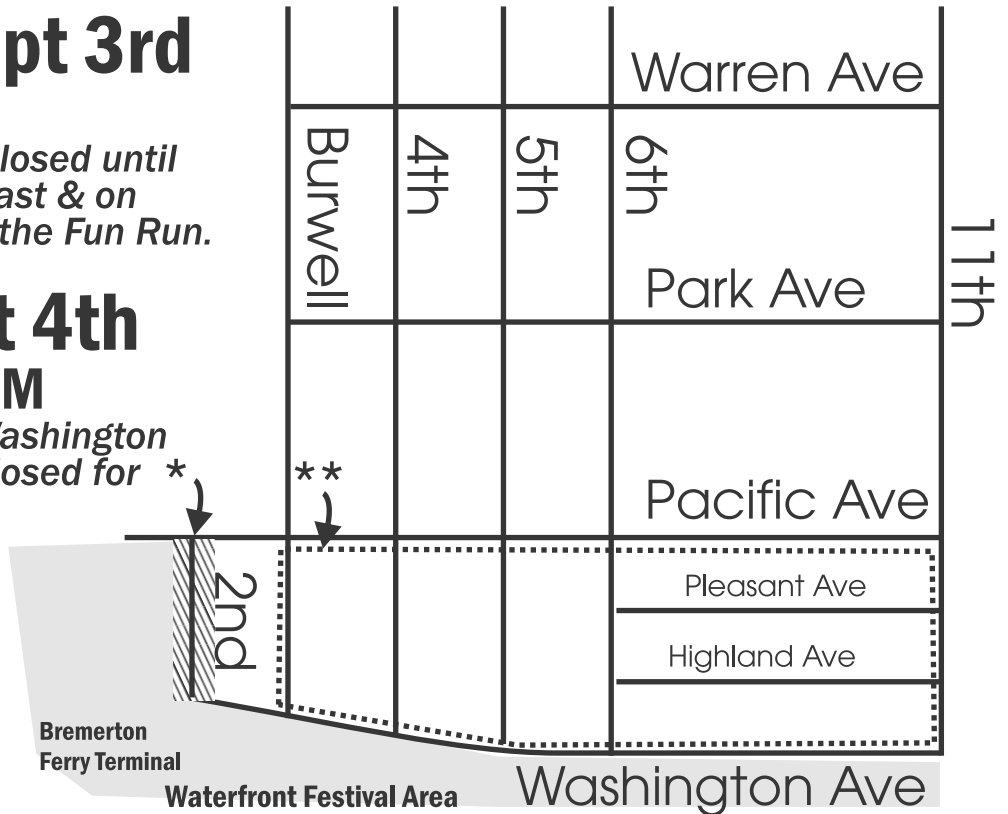 pt 3rd
losed until
ast & on
the Fun Run.
t 4th
M
Washington
losed for *
**
Warren Ave
Burwell
4th
5th
6th
11th
Park Ave
Pacific Ave
2nd
Pleasant Ave
Highland Ave
Bremerton
Ferry Terminal
Waterfront Festival Area
Washington Ave